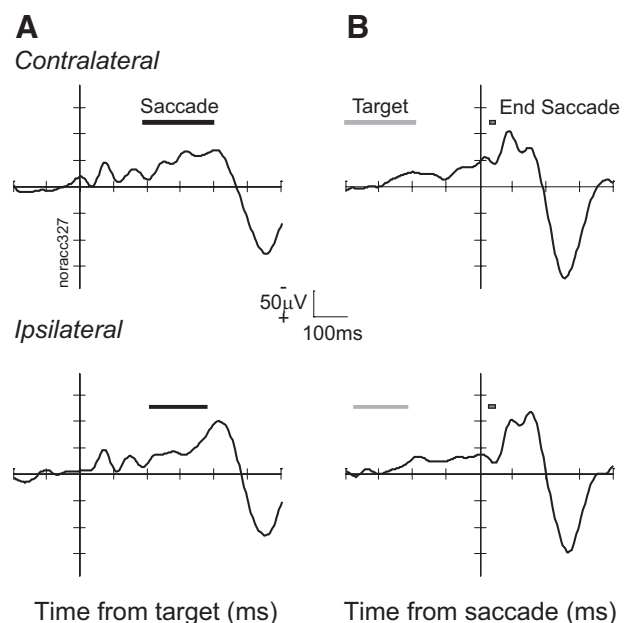 A
B
Contralateral
Saccade
Target
End Saccade
noracc327
-
50µV
+
100ms
Ipsilateral
Time from target (ms)
Time from saccade (ms)